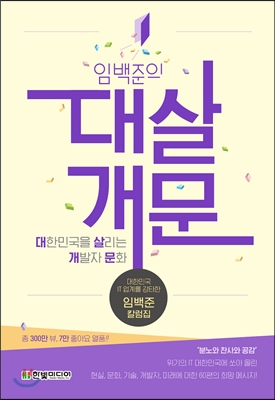 임백준의
대살
개문
대한민국을 살리는
개발자 문화
대한민국
IT 업계를 강타한
임백준
칼럼집
총 300만 뷰, 7만 좋아요 열풍!!
"분노와 찬사와 공감"
위기의 IT 대한민국에 쏘아 올린
현실, 문화, 기술, 개발자, 미래에 대한 60편의 희망 메시지!
한빛미디어